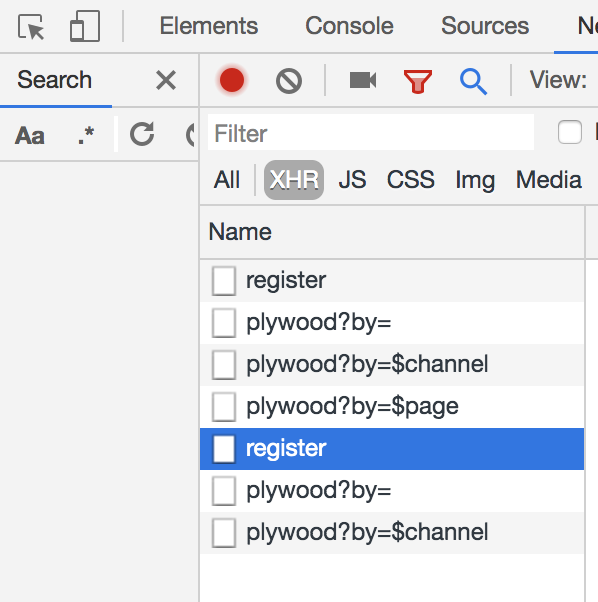 Elements Console Sources
Search
View:
Aa .*
Filter
All XHR JS CSS Img Media
Name
register
plywood?by=
plywood?by=$channel
plywood?by=$page
register
plywood?by=
plywood?by=$channel